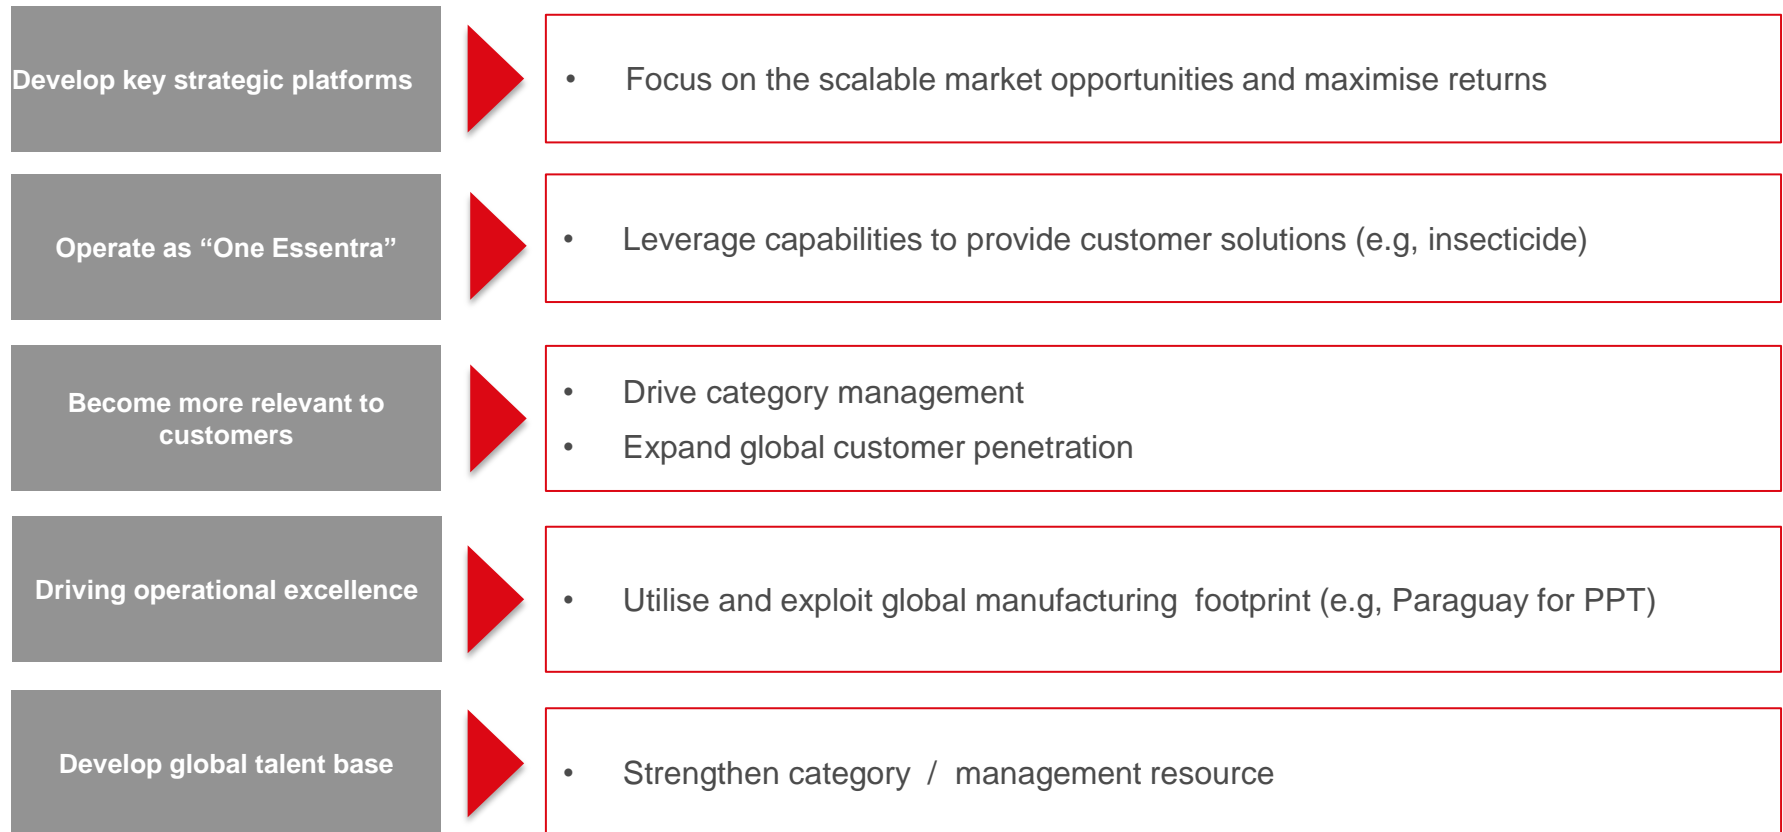 Develop key strategic platforms
• Focus on the scalable market opportunities and maximise returns
Operate as “One Essentra”
• Leverage capabilities to provide customer solutions (e.g, insecticide)
Become more relevant to
customers
• Drive category management
• Expand global customer penetration
Driving operational excellence
• Utilise and exploit global manufacturing  footprint (e.g, Paraguay for PPT)
Develop global talent base
• Strengthen category  /  management resource